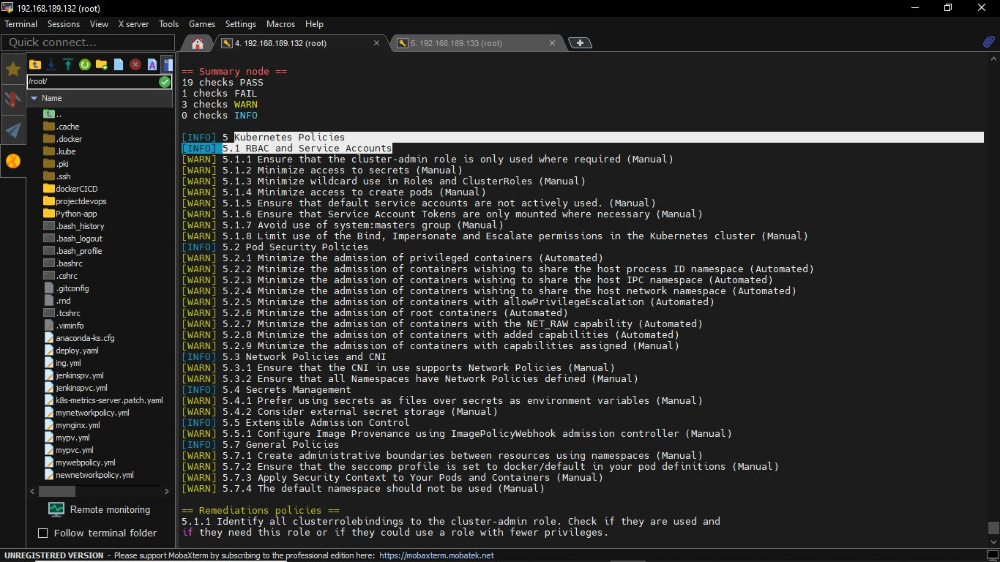 192.168.189.132 (root)
Terminal Sessions View X server Tools Games Settings Macros Help
Quick connect...
4. 192.168.189.132 (root)
5. 192.168.189.133 (root)
/root/
Name
..
.cache
.docker
.kube
.pki
.ssh
dockerCICD
projectdevops
Python-app
.bash_history
.bash_logout
.bash_profile
.bashrc
.cshrc
.gitconfig
.rnd
.tcshrc
.viminfo
anaconda-ks.cfg
deploy.yaml
ing.yml
jenkinspv.yml
jenkinspvc.yml
k8s-metrics-server.patch.yaml
mynetworkpolicy.yml
mynginx.yml
mypv.yml
mypvc.yml
mywebpolicy.yml
newnetworkpolicy.yml
Remote monitoring
Follow terminal folder
== Summary node ==
19 checks PASS
1 checks FAIL
3 checks WARN
0 checks INFO
[INFO] 5 Kubernetes Policies
[INFO] 5.1 RBAC and Service Accounts
[WARN] 5.1.1 Ensure that the cluster-admin role is only used where required (Manual)
[WARN] 5.1.2 Minimize access to secrets (Manual)
[WARN] 5.1.3 Minimize wildcard use in Roles and ClusterRoles (Manual)
[WARN] 5.1.4 Minimize access to create pods (Manual)
[WARN] 5.1.5 Ensure that default service accounts are not actively used. (Manual)
[WARN] 5.1.6 Ensure that Service Account Tokens are only mounted where necessary (Manual)
[WARN] 5.1.7 Avoid use of system:masters group (Manual)
[WARN] 5.1.8 Limit use of the Bind, Impersonate and Escalate permissions in the Kubernetes cluster (Manual)
[INFO] 5.2 Pod Security Policies
[WARN] 5.2.1 Minimize the admission of privileged containers (Automated)
[WARN] 5.2.2 Minimize the admission of containers wishing to share the host process ID namespace (Automated)
[WARN] 5.2.3 Minimize the admission of containers wishing to share the host IPC namespace (Automated)
[WARN] 5.2.4 Minimize the admission of containers wishing to share the host network namespace (Automated)
[WARN] 5.2.5 Minimize the admission of containers with allowPrivilegeEscalation (Automated)
[WARN] 5.2.6 Minimize the admission of root containers (Automated)
[WARN] 5.2.7 Minimize the admission of containers with the NET_RAW capability (Automated)
[WARN] 5.2.8 Minimize the admission of containers with added capabilities (Automated)
[WARN] 5.2.9 Minimize the admission of containers with capabilities assigned (Manual)
[INFO] 5.3 Network Policies and CNI
[WARN] 5.3.1 Ensure that the CNI in use supports Network Policies (Manual)
[WARN] 5.3.2 Ensure that all Namespaces have Network Policies defined (Manual)
[INFO] 5.4 Secrets Management
[WARN] 5.4.1 Prefer using secrets as files over secrets as environment variables (Manual)
[WARN] 5.4.2 Consider external secret storage (Manual)
[INFO] 5.5 Extensible Admission Control
[WARN] 5.5.1 Configure Image Provenance using ImagePolicyWebhook admission controller (Manual)
[INFO] 5.7 General Policies
[WARN] 5.7.1 Create administrative boundaries between resources using namespaces (Manual)
[WARN] 5.7.2 Ensure that the seccomp profile is set to docker/default in your pod definitions (Manual)
[WARN] 5.7.3 Apply Security Context to Your Pods and Containers (Manual)
[WARN] 5.7.4 The default namespace should not be used (Manual)
== Remediations policies ==
5.1.1 Identify all clusterrolebindings to the cluster-admin role. Check if they are used and
if they need this role or if they could use a role with fewer privileges.
UNREGISTERED VERSION - Please support MobaXterm by subscribing to the professional edition here: https://mobaxterm.mobatek.net